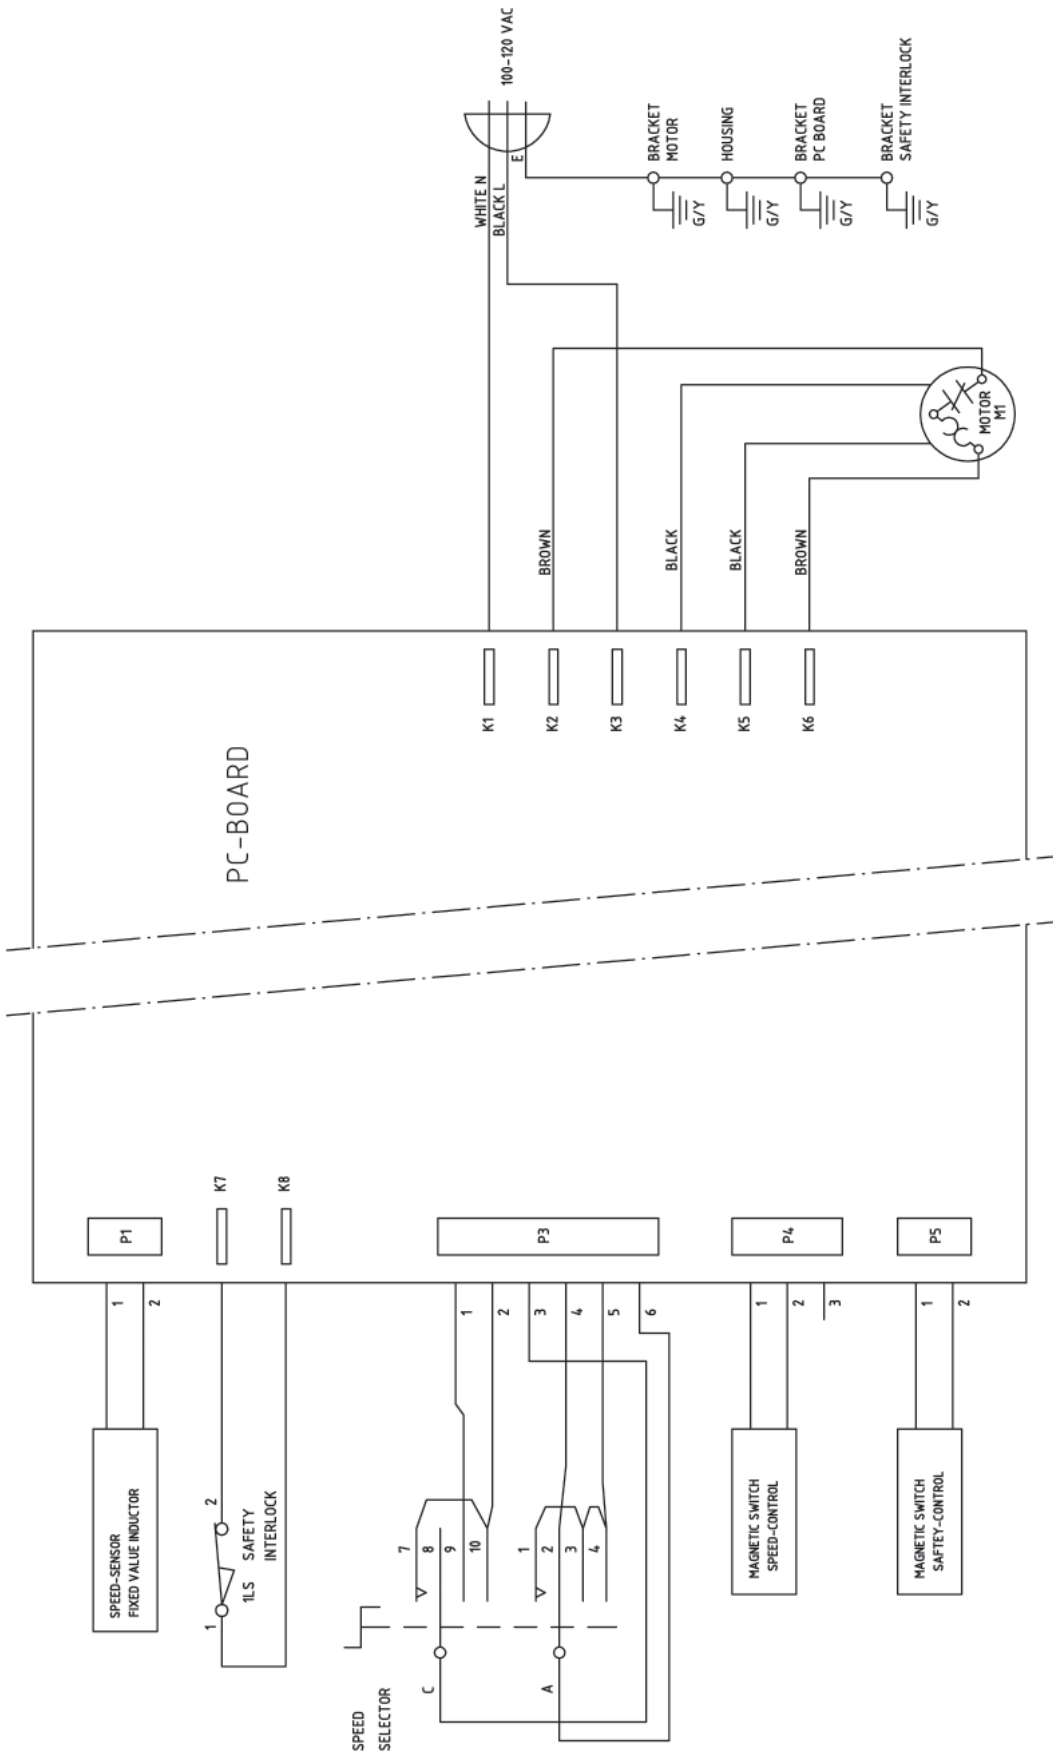 100-120 VAC
WHITE N
BLACK L
E
BRACKET
MOTOR
HOUSING
BRACKET
PC BOARD
BRACKET
SAFETY INTERLOCK
G/Y
G/Y
G/Y
G/Y
BROWN
BLACK
BLACK
BROWN
MOTOR
M1
K1
K2
K3
K4
K5
K6
PC-BOARD
P1
K7
K8
P3
P4
P5
1
2
1
2
3
4
5
6
1
2
3
1
2
SPEED-SENSOR
FIXED VALUE INDUCTOR
2
1
1LS SAFETY
INTERLOCK
7
8
9
10
1
2
3
4
C
A
SPEED
SELECTOR
MAGNETIC SWITCH
SPEED-CONTROL
MAGNETIC SWITCH
SAFTEY-CONTROL